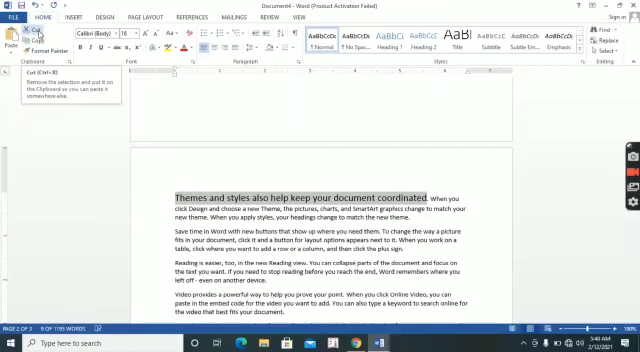 Document4 - Word (Product Activation Failed)
Sign in
FILE HOME INSERT DESIGN PAGE LAYOUT REFERENCES MAILINGS REVIEW VIEW
Paste
Cut
Copy
Format Painter
Calibri (Body) 16
AaBbCcDc AaBbCcDc AaBbCc AaBbCcC AaBl AaBbCcC AaBbCcDc AaBbCcDc
¶ Normal ¶ No Spac... Heading 1 Heading 2 Title Subtitle Subtle Em... Emphasis
Find
Replace
Select
Clipboard Font Paragraph Styles Editing
Cut (Ctrl+X)
Remove the selection and put it on
the Clipboard so you can paste it
somewhere else.
Themes and styles also help keep your document coordinated. When you
click Design and choose a new Theme, the pictures, charts, and SmartArt graphics change to match your
new theme. When you apply styles, your headings change to match the new theme.
Save time in Word with new buttons that show up where you need them. To change the way a picture
fits in your document, click it and a button for layout options appears next to it. When you work on a
table, click where you want to add a row or a column, and then click the plus sign.
Reading is easier, too, in the new Reading view. You can collapse parts of the document and focus on
the text you want. If you need to stop reading before you reach the end, Word remembers where you
left off - even on another device.
Video provides a powerful way to help you prove your point. When you click Online Video, you can
paste in the embed code for the video you want to add. You can also type a keyword to search online for
the video that best fits your document.
PAGE 2 OF 3 9 OF 1195 WORDS
100%
Type here to search
5:40 AM
2/12/2021